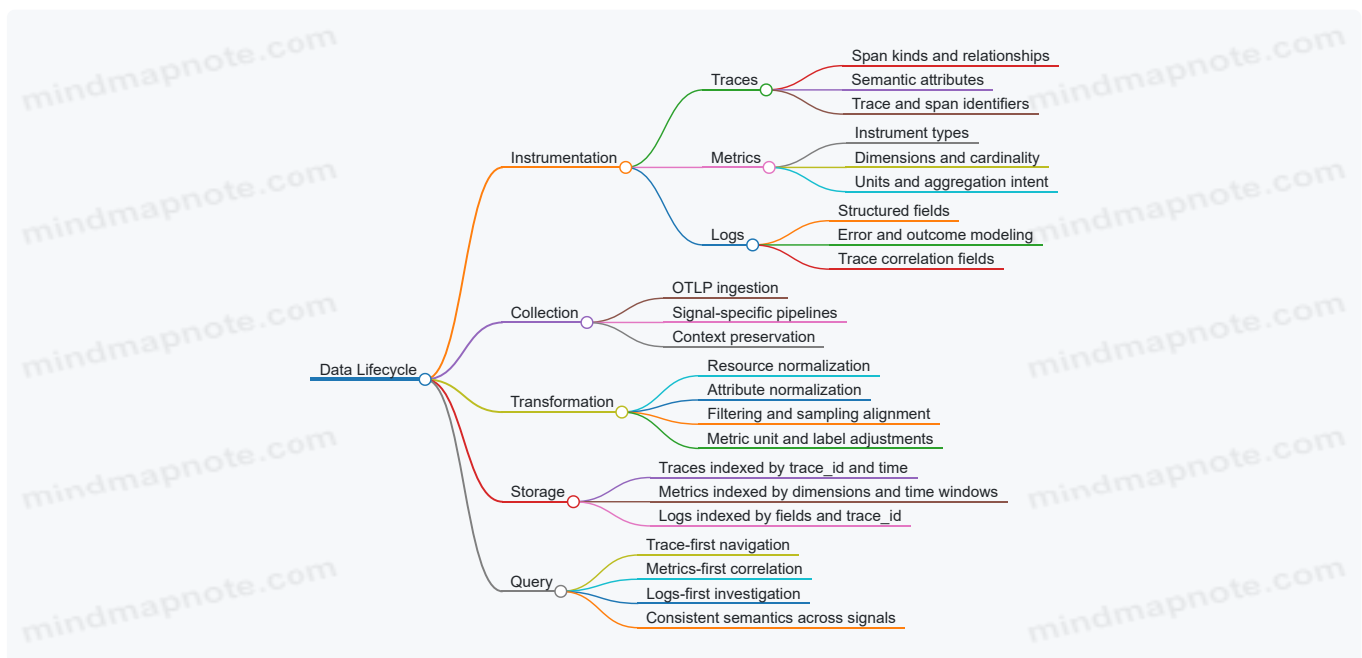 Data Lifecycle
Instrumentation
Traces
Span kinds and relationships
Semantic attributes
Trace and span identifiers
Metrics
Instrument types
Dimensions and cardinality
Units and aggregation intent
Logs
Structured fields
Error and outcome modeling
Trace correlation fields
Collection
OTLP ingestion
Signal-specific pipelines
Context preservation
Transformation
Resource normalization
Attribute normalization
Filtering and sampling alignment
Metric unit and label adjustments
Storage
Traces indexed by trace_id and time
Metrics indexed by dimensions and time windows
Logs indexed by fields and trace_id
Query
Trace-first navigation
Metrics-first correlation
Logs-first investigation
Consistent semantics across signals
mindmapnote.com
mindmapnote.com
mindmapnote.com
mindmapnote.com
mindmapnote.com
mindmapnote.com
mindmapnote.com
mindmapnote.com
mindmapnote.com
mindmapnote.com